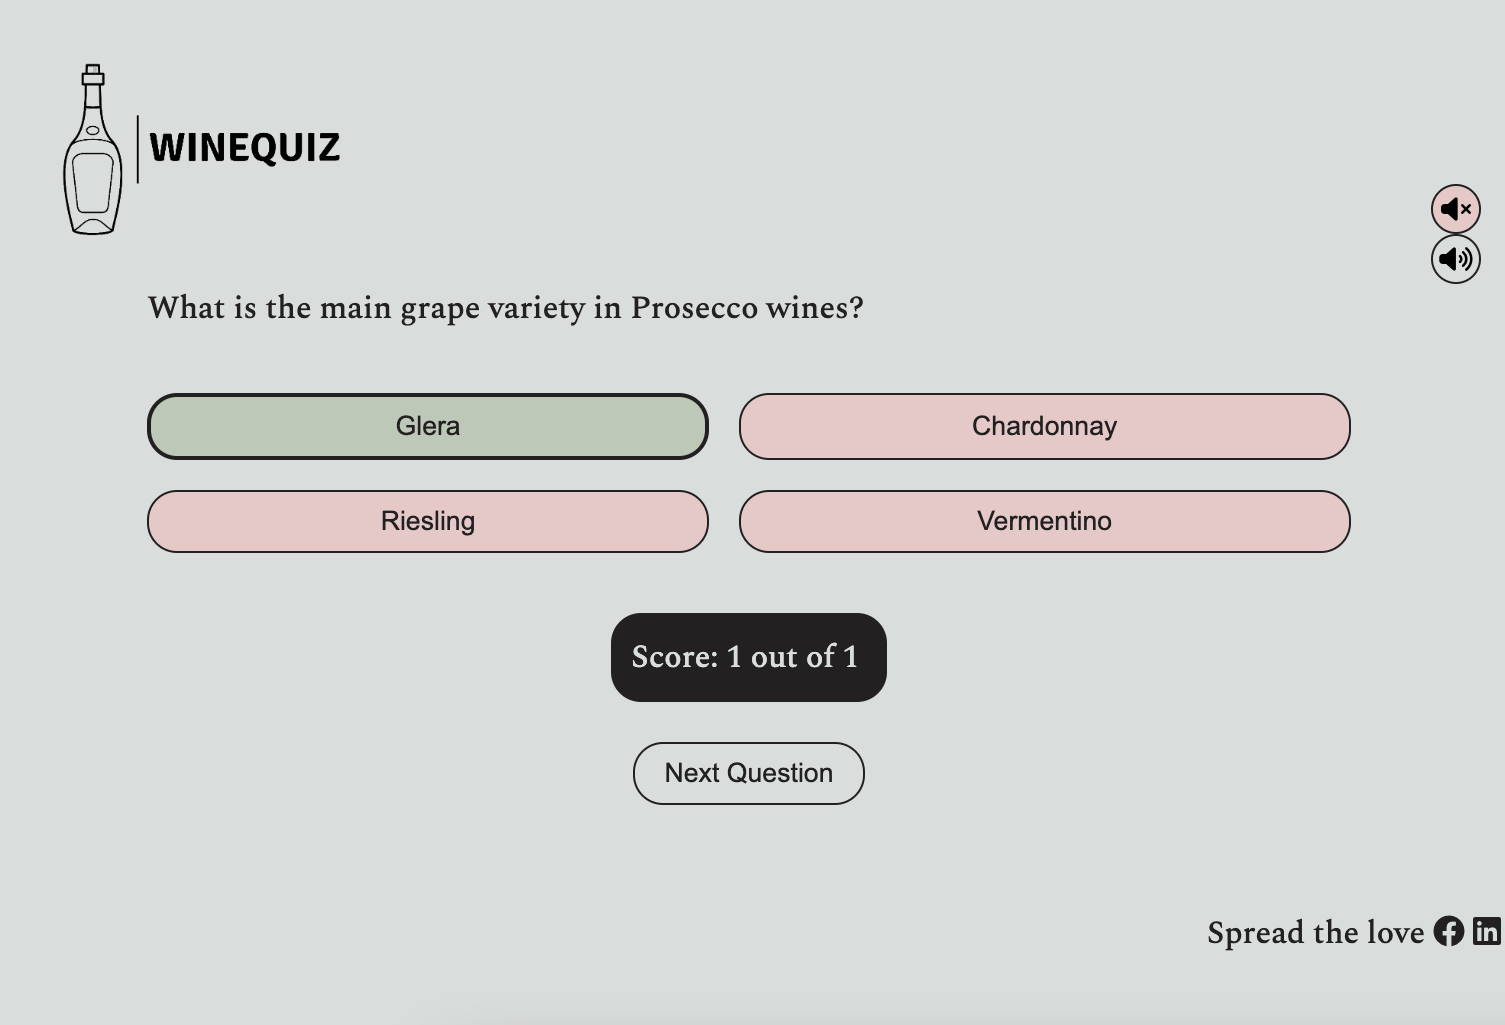 WINEQUIZ
What is the main grape variety in Prosecco wines?
Glera
Chardonnay
Riesling
Vermentino
Score: 1 out of 1
Next Question
Spread the love